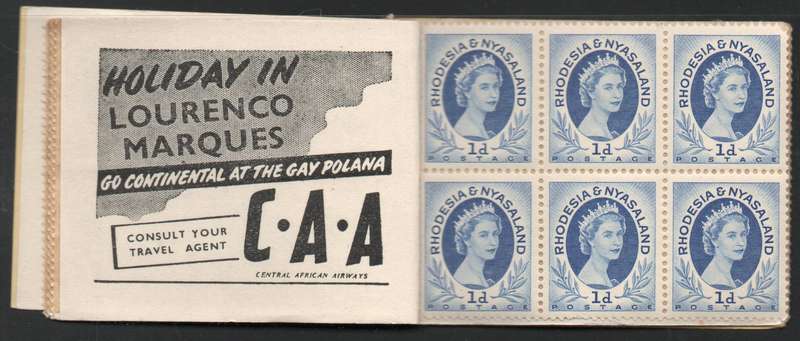 HOLIDAY IN
LOURENCO
MARQUES
GO CONTINENTAL AT THE GAY POLANA
CONSULT YOUR
TRAVEL AGENT
C·A·A
CENTRAL AFRICAN AIRWAYS
RHODESIA & NYASALAND
1d
POSTAGE
RHODESIA & NYASALAND
1d
POSTAGE
RHODESIA & NYASALAND
1d
POSTAGE
RHODESIA & NYASALAND
1d
POSTAGE
RHODESIA & NYASALAND
1d
POSTAGE
RHODESIA & NYASALAND
1d
POSTAGE